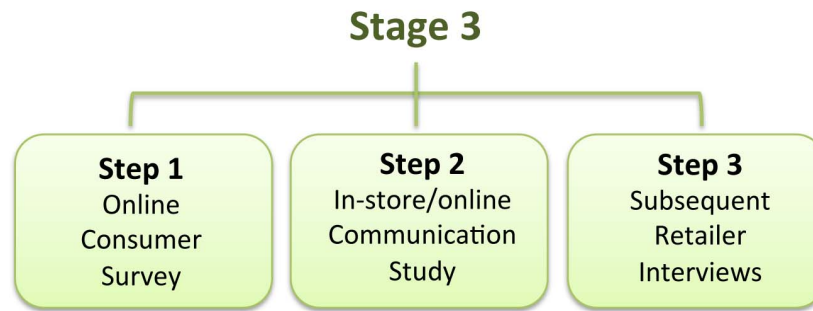 Stage 3
Step 1
Online
Consumer
Survey
Step 2
In-store/online
Communication
Study
Step 3
Subsequent
Retailer
Interviews